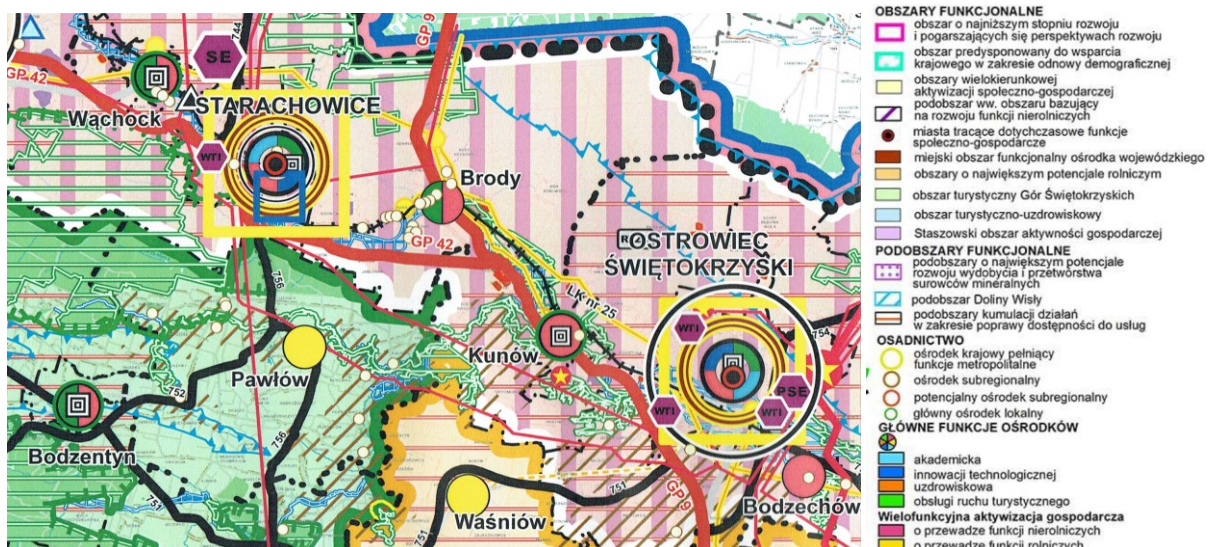 744
GP 9
SE
GP 42
STARACHOWICE
Wąchock
WTI
Brody
GP 42
OSTROWIEC
ŚWIĘTOKRZYSKI
756
LK nr 25
754
WTI
Kunów
Pawłów
752
PSE
WTI
WTI
756
Bodzentyn
751
GP 9
751
Bodzechów
Waśniów
751
OBSZARY FUNKCJONALNE
obszar o najniższym stopniu rozwoju
i pogarszających się perspektywach rozwoju
obszar predysponowany do wsparcia
krajowego w zakresie odnowy demograficznej
obszary wielokierunkowej
aktywizacji społeczno-gospodarczej
podobszar ww. obszaru bazujący
na rozwoju funkcji nierolniczych
miasta tracące dotychczasowe funkcje
społeczno-gospodarcze
miejski obszar funkcjonalny ośrodka wojewódzkiego
obszary o największym potencjale rolniczym
obszar turystyczny Gór Świętokrzyskich
obszar turystyczno-uzdrowiskowy
Staszowski obszar aktywności gospodarczej
PODOBSZARY FUNKCJONALNE
podobszary o największym potencjale
rozwoju wydobycia i przetwórstwa
surowców mineralnych
podobszar Doliny Wisły
podobszary kumulacji działań
w zakresie poprawy dostępności do usług
OSADNICTWO
ośrodek krajowy pełniący
funkcje metropolitalne
ośrodek subregionalny
potencjalny ośrodek subregionalny
główny ośrodek lokalny
GŁÓWNE FUNKCJE OŚRODKÓW
akademicka
innowacji technologicznej
uzdrowiskowa
obsługi ruchu turystycznego
Wielofunkcyjna aktywizacja gospodarcza
o przewadze funkcji nierolniczych
o przewadze funkcji rolniczych